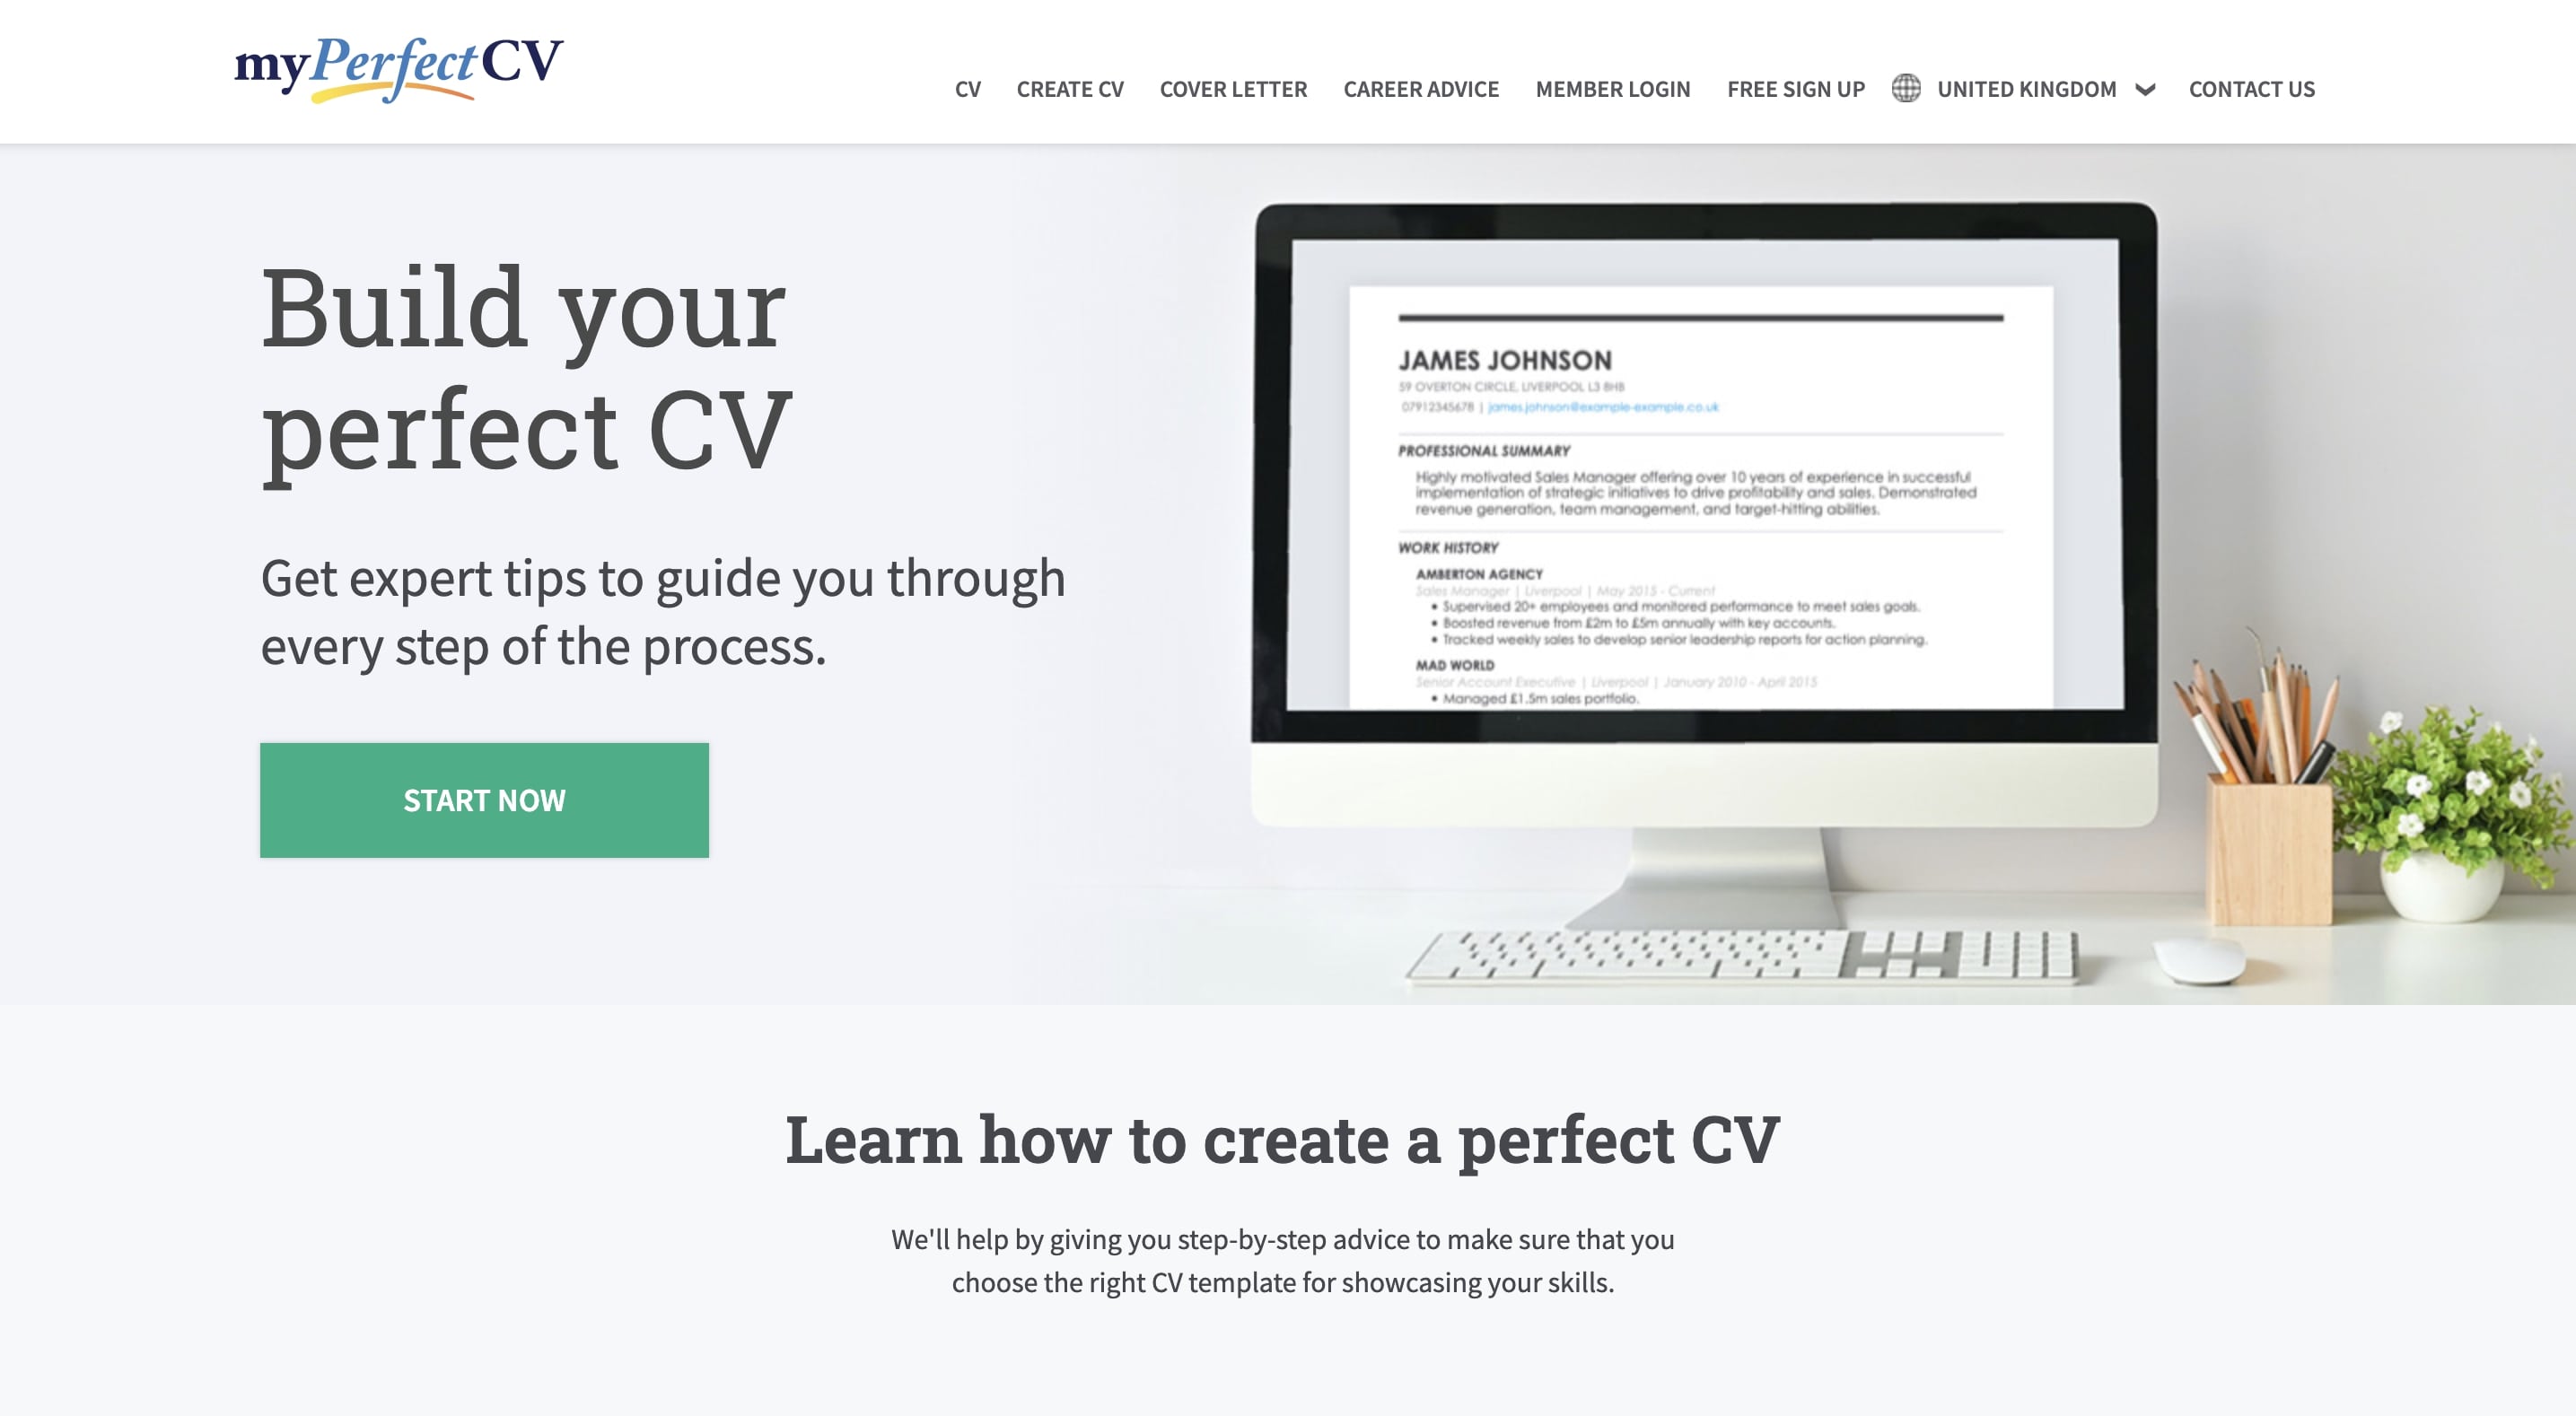 myPerfectCV
CV
CREATE CV
COVER LETTER
CAREER ADVICE
MEMBER LOGIN
FREE SIGN UP
UNITED KINGDOM
CONTACT US
Build your
perfect CV
Get expert tips to guide you through
every step of the process.
START NOW
JAMES JOHNSON
59 OVERTON CIRCLE, LIVERPOOL L3 8HB
07912345678 | james.johnson@example-example.co.uk
PROFESSIONAL SUMMARY
Highly motivated Sales Manager offering over 10 years of experience in successful
implementation of strategic initiatives to drive profitability and sales. Demonstrated
revenue generation, team management, and target-hitting abilities.
WORK HISTORY
AMBERTON AGENCY
Sales Manager | Liverpool | May 2015 - Current
• Supervised 20+ employees and monitored performance to meet sales goals.
• Boosted revenue from £2m to £5m annually with key accounts.
• Tracked weekly sales to develop senior leadership reports for action planning.
MAD WORLD
Senior Account Executive | Liverpool | January 2010 - April 2015
• Managed £1.5m sales portfolio.
Learn how to create a perfect CV
We'll help by giving you step-by-step advice to make sure that you
choose the right CV template for showcasing your skills.